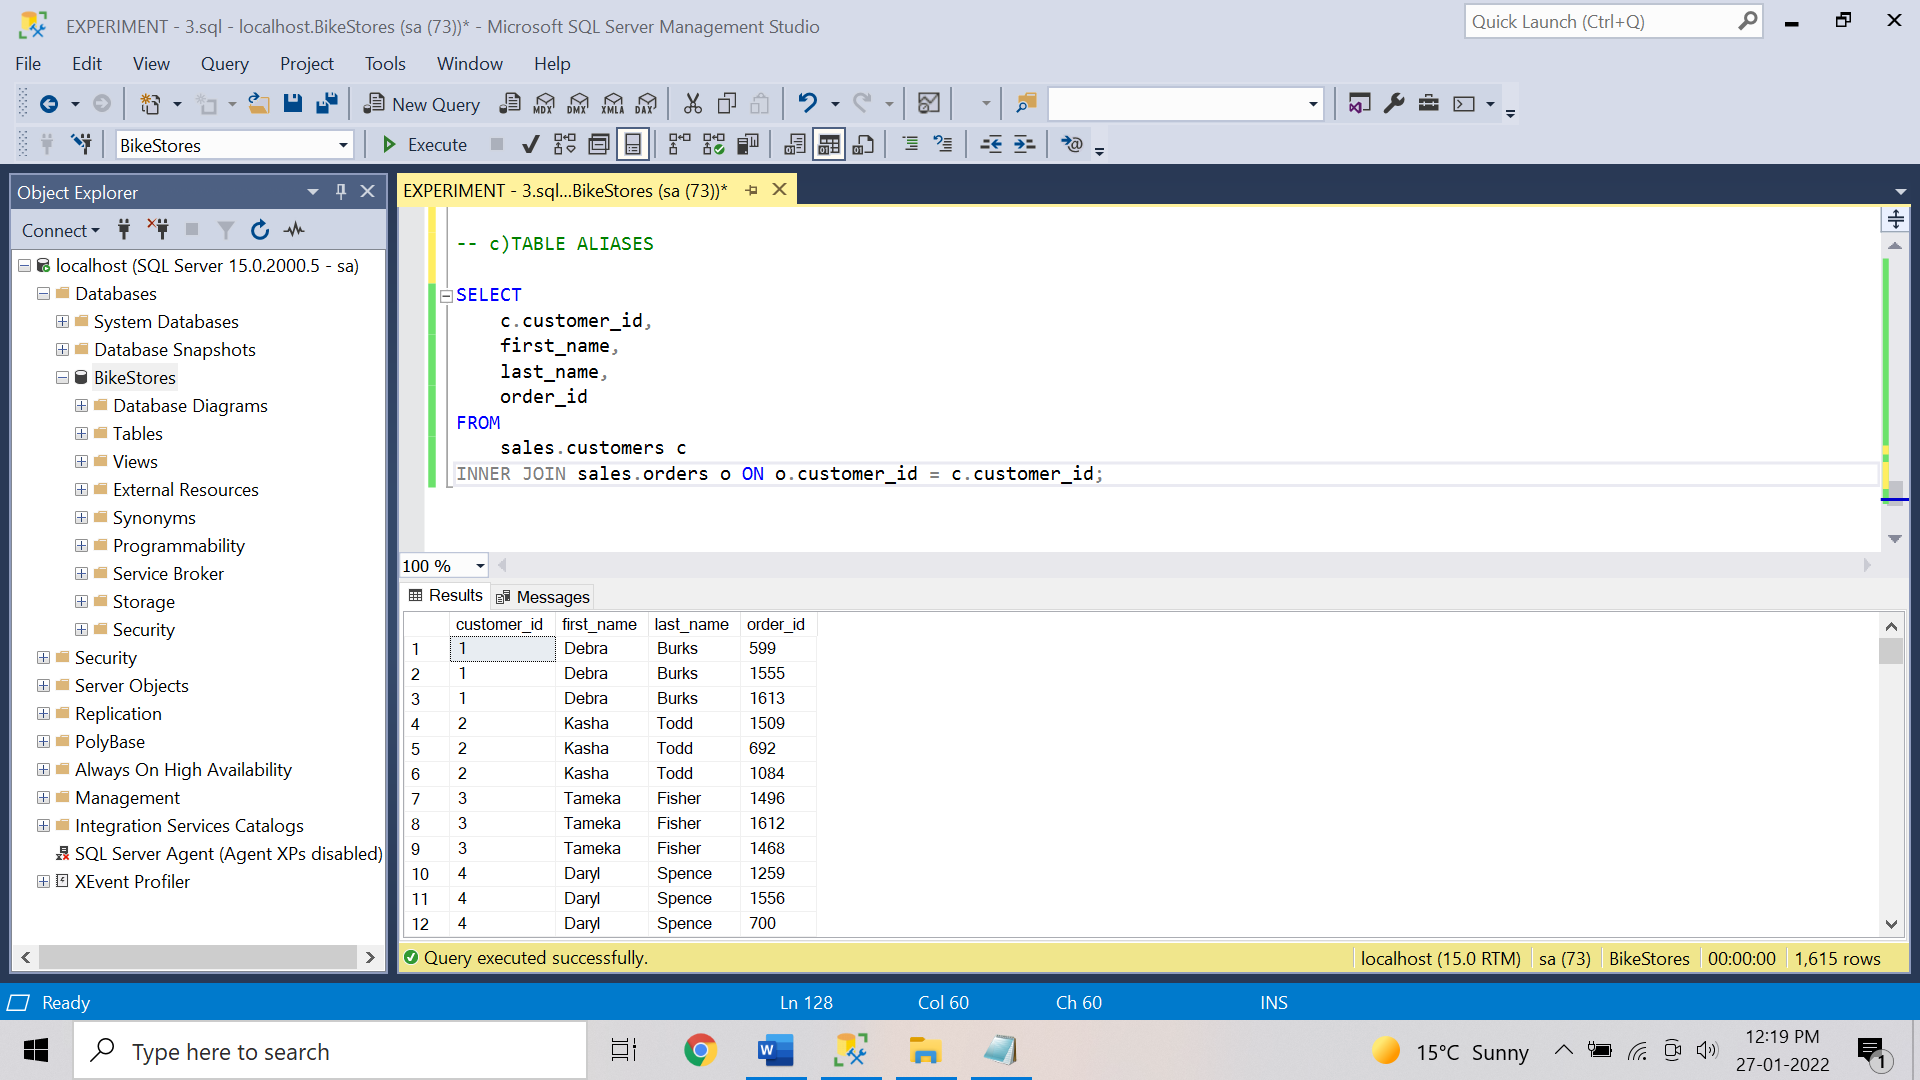 EXPERIMENT - 3.sql - localhost.BikeStores (sa (73))* - Microsoft SQL Server Management Studio
Quick Launch (Ctrl+Q)
File Edit View Query Project Tools Window Help
New Query MDX DMX XMLA DAX
BikeStores Execute
Object Explorer
Connect
localhost (SQL Server 15.0.2000.5 - sa)
Databases
System Databases
Database Snapshots
BikeStores
Database Diagrams
Tables
Views
External Resources
Synonyms
Programmability
Service Broker
Storage
Security
Security
Server Objects
Replication
PolyBase
Always On High Availability
Management
Integration Services Catalogs
SQL Server Agent (Agent XPs disabled)
XEvent Profiler
EXPERIMENT - 3.sql...BikeStores (sa (73))*
-- c)TABLE ALIASES
SELECT
c.customer_id,
first_name,
last_name,
order_id
FROM
sales.customers c
INNER JOIN sales.orders o ON o.customer_id = c.customer_id;
100 %
Results Messages
customer_id first_name last_name order_id
1 1 Debra Burks 599
2 1 Debra Burks 1555
3 1 Debra Burks 1613
4 2 Kasha Todd 1509
5 2 Kasha Todd 692
6 2 Kasha Todd 1084
7 3 Tameka Fisher 1496
8 3 Tameka Fisher 1612
9 3 Tameka Fisher 1468
10 4 Daryl Spence 1259
11 4 Daryl Spence 1556
12 4 Daryl Spence 700
Query executed successfully. localhost (15.0 RTM) sa (73) BikeStores 00:00:00 1,615 rows
Ready Ln 128 Col 60 Ch 60 INS
Type here to search
15°C Sunny
12:19 PM
27-01-2022
1